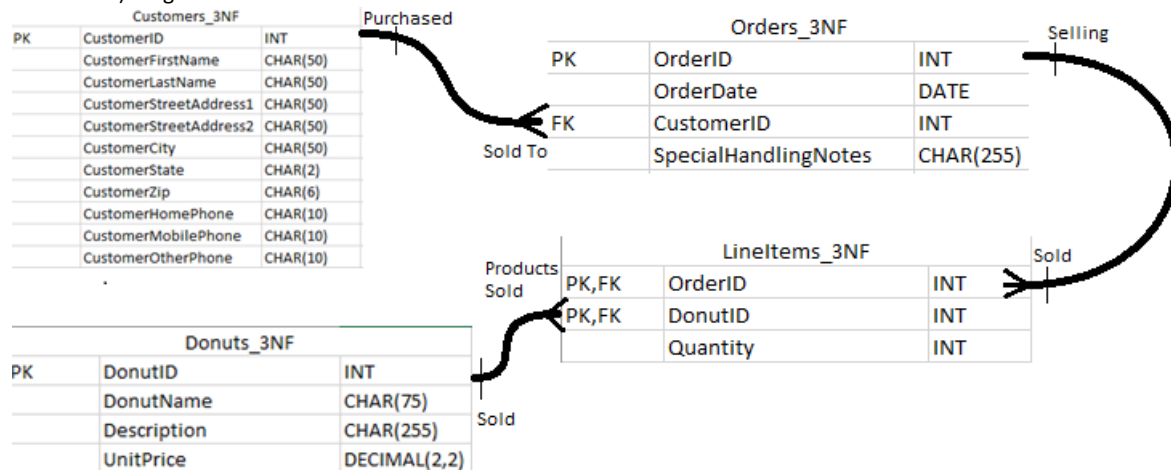 Customers_3NF
PK CustomerID INT
CustomerFirstName CHAR(50)
CustomerLastName CHAR(50)
CustomerStreetAddress1 CHAR(50)
CustomerStreetAddress2 CHAR(50)
CustomerCity CHAR(50)
CustomerState CHAR(2)
CustomerZip CHAR(6)
CustomerHomePhone CHAR(10)
CustomerMobilePhone CHAR(10)
CustomerOtherPhone CHAR(10)
Purchased
Sold To
Orders_3NF
PK OrderID INT
OrderDate DATE
FK CustomerID INT
SpecialHandlingNotes CHAR(255)
Selling
Sold
LineItems_3NF
PK,FK OrderID INT
PK,FK DonutID INT
Quantity INT
Products
Sold
Donuts_3NF
PK DonutID INT
DonutName CHAR(75)
Description CHAR(255)
UnitPrice DECIMAL(2,2)
Sold